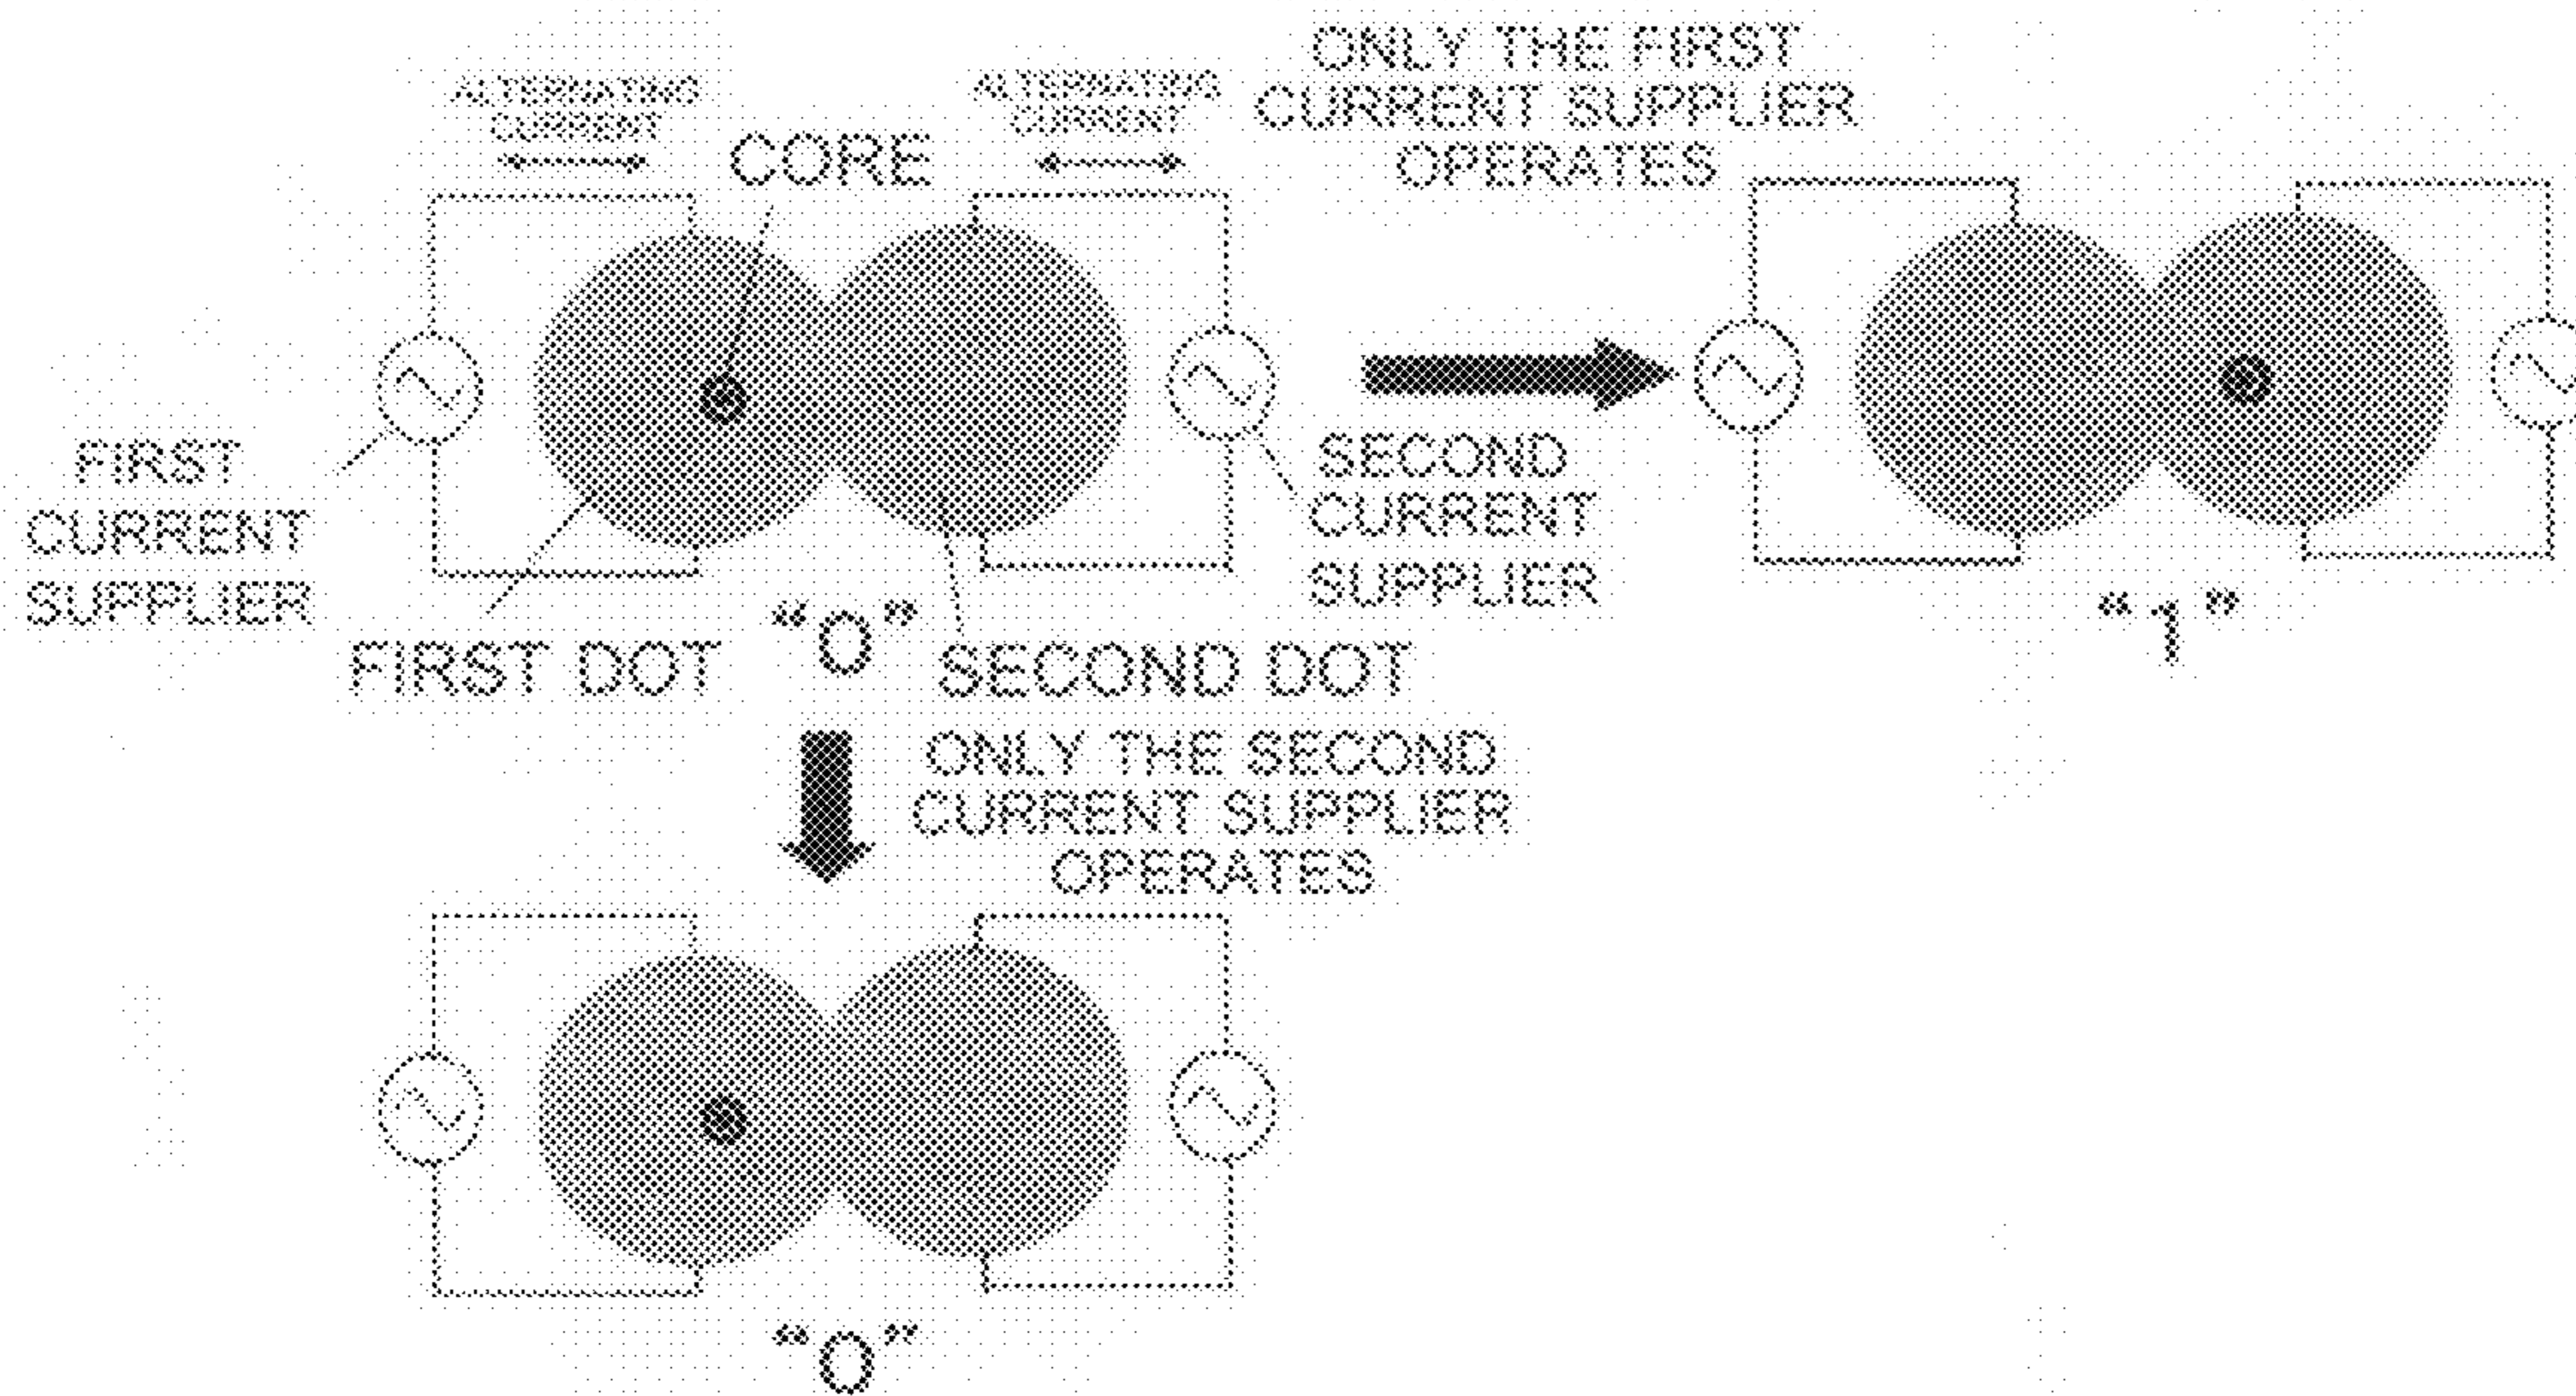 ALTERNATING
CURRENT
CORE
ALTERNATING
CURRENT
ONLY THE FIRST
CURRENT SUPPLIER
OPERATES
FIRST
CURRENT
SUPPLIER
SECOND
CURRENT
SUPPLIER
FIRST DOT
“0”
SECOND DOT
“1”
ONLY THE SECOND
CURRENT SUPPLIER
OPERATES
“0”